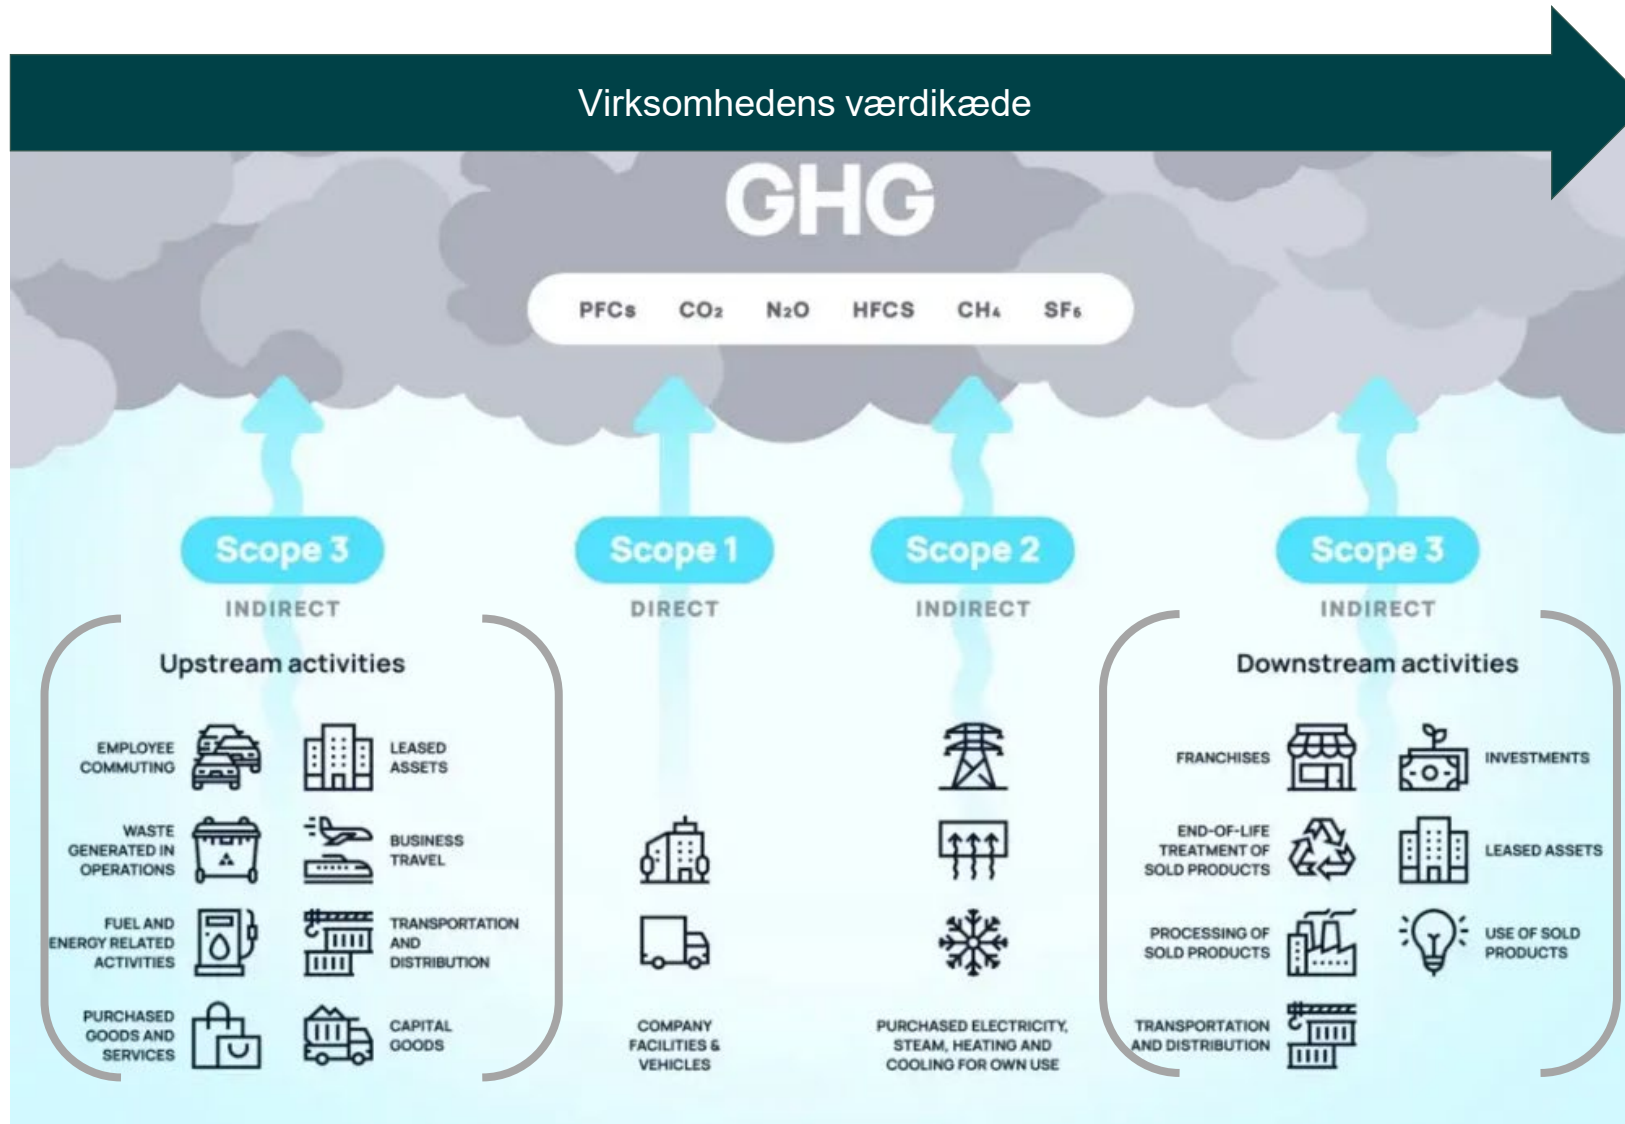 Virksomhedens værdikæde
GHG
PFCs CO₂ N₂O HFCS CH₄ SF₆
Scope 3
INDIRECT
Upstream activities
EMPLOYEE
COMMUTING
LEASED
ASSETS
WASTE
GENERATED IN
OPERATIONS
BUSINESS
TRAVEL
FUEL AND
ENERGY RELATED
ACTIVITIES
TRANSPORTATION
AND
DISTRIBUTION
PURCHASED
GOODS AND
SERVICES
CAPITAL
GOODS
Scope 1
DIRECT
COMPANY
FACILITIES &
VEHICLES
Scope 2
INDIRECT
PURCHASED ELECTRICITY,
STEAM, HEATING AND
COOLING FOR OWN USE
Scope 3
INDIRECT
Downstream activities
FRANCHISES
INVESTMENTS
END-OF-LIFE
TREATMENT OF
SOLD PRODUCTS
LEASED ASSETS
PROCESSING OF
SOLD PRODUCTS
USE OF SOLD
PRODUCTS
TRANSPORTATION
AND DISTRIBUTION